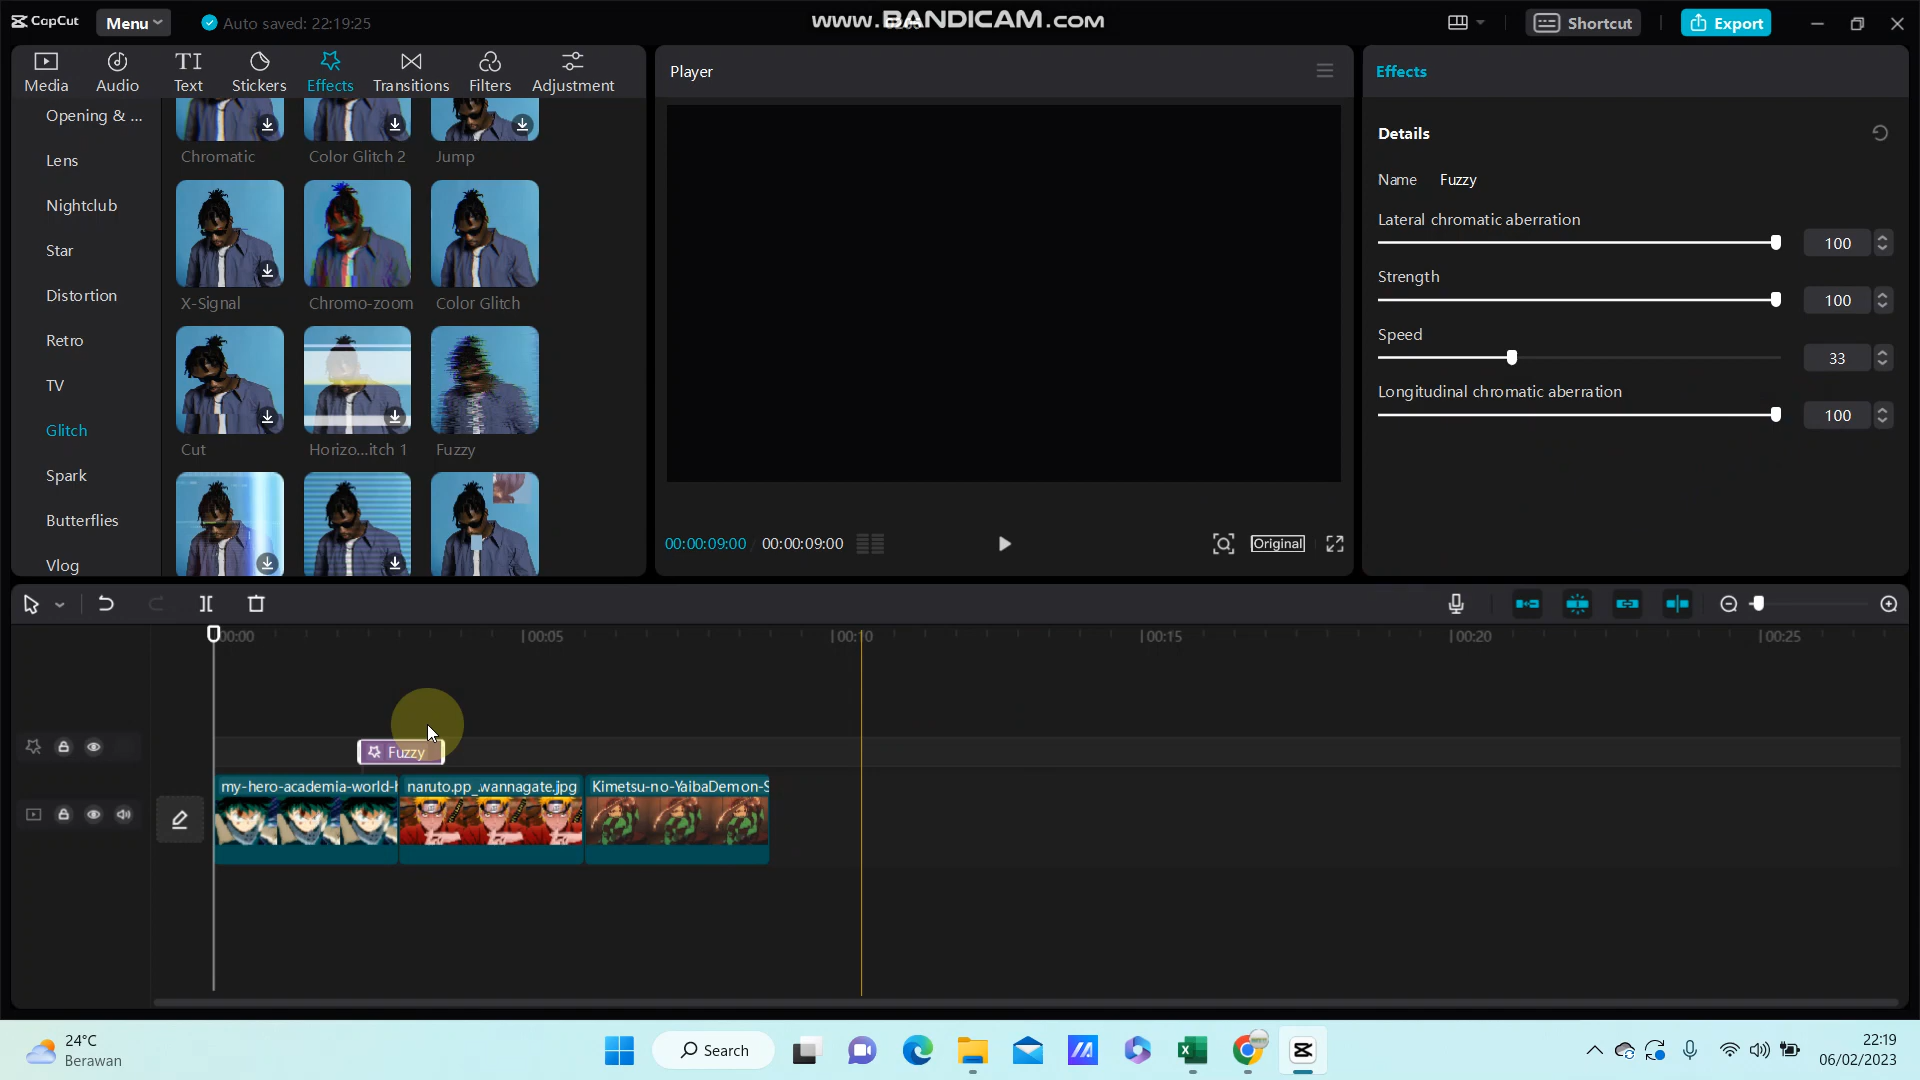 CapCut
Menu
Auto saved: 22:19:25
www.BANDICAM.com
Shortcut
Export
Media
Audio
Text
Stickers
Effects
Transitions
Filters
Adjustment
Opening & ...
Lens
Nightclub
Star
Distortion
Retro
TV
Glitch
Spark
Butterflies
Vlog
Chromatic
Color Glitch 2
Jump
X-Signal
Chromo-zoom
Color Glitch
Cut
Horizo...itch 1
Fuzzy
Player
00:00:09:00
00:00:09:00
Original
Effects
Details
Name Fuzzy
Lateral chromatic aberration
100
Strength
100
Speed
33
Longitudinal chromatic aberration
100
00:00
00:05
00:10
00:15
00:20
00:25
Fuzzy
my-hero-academia-world-h
naruto.pp_.wannagate.jpg
Kimetsu-no-YaibaDemon-S
24°C
Berawan
Search
22:19
06/02/2023